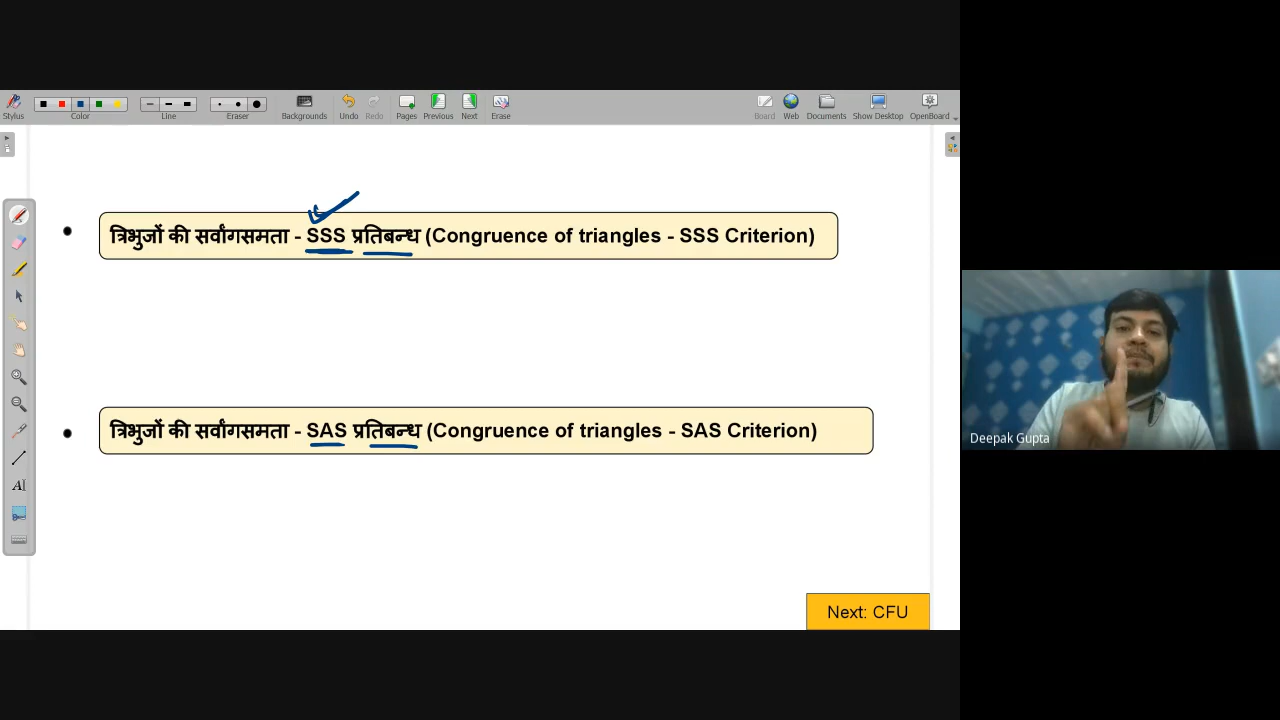 Stylus
Color
Line
Eraser
Backgrounds
Undo
Redo
Pages
Previous
Next
Erase
Board
Web
Documents
Show Desktop
OpenBoard
त्रिभुजों की सर्वांगसमता - SSS प्रतिबन्ध (Congruence of triangles - SSS Criterion)
त्रिभुजों की सर्वांगसमता - SAS प्रतिबन्ध (Congruence of triangles - SAS Criterion)
Deepak Gupta
Next: CFU